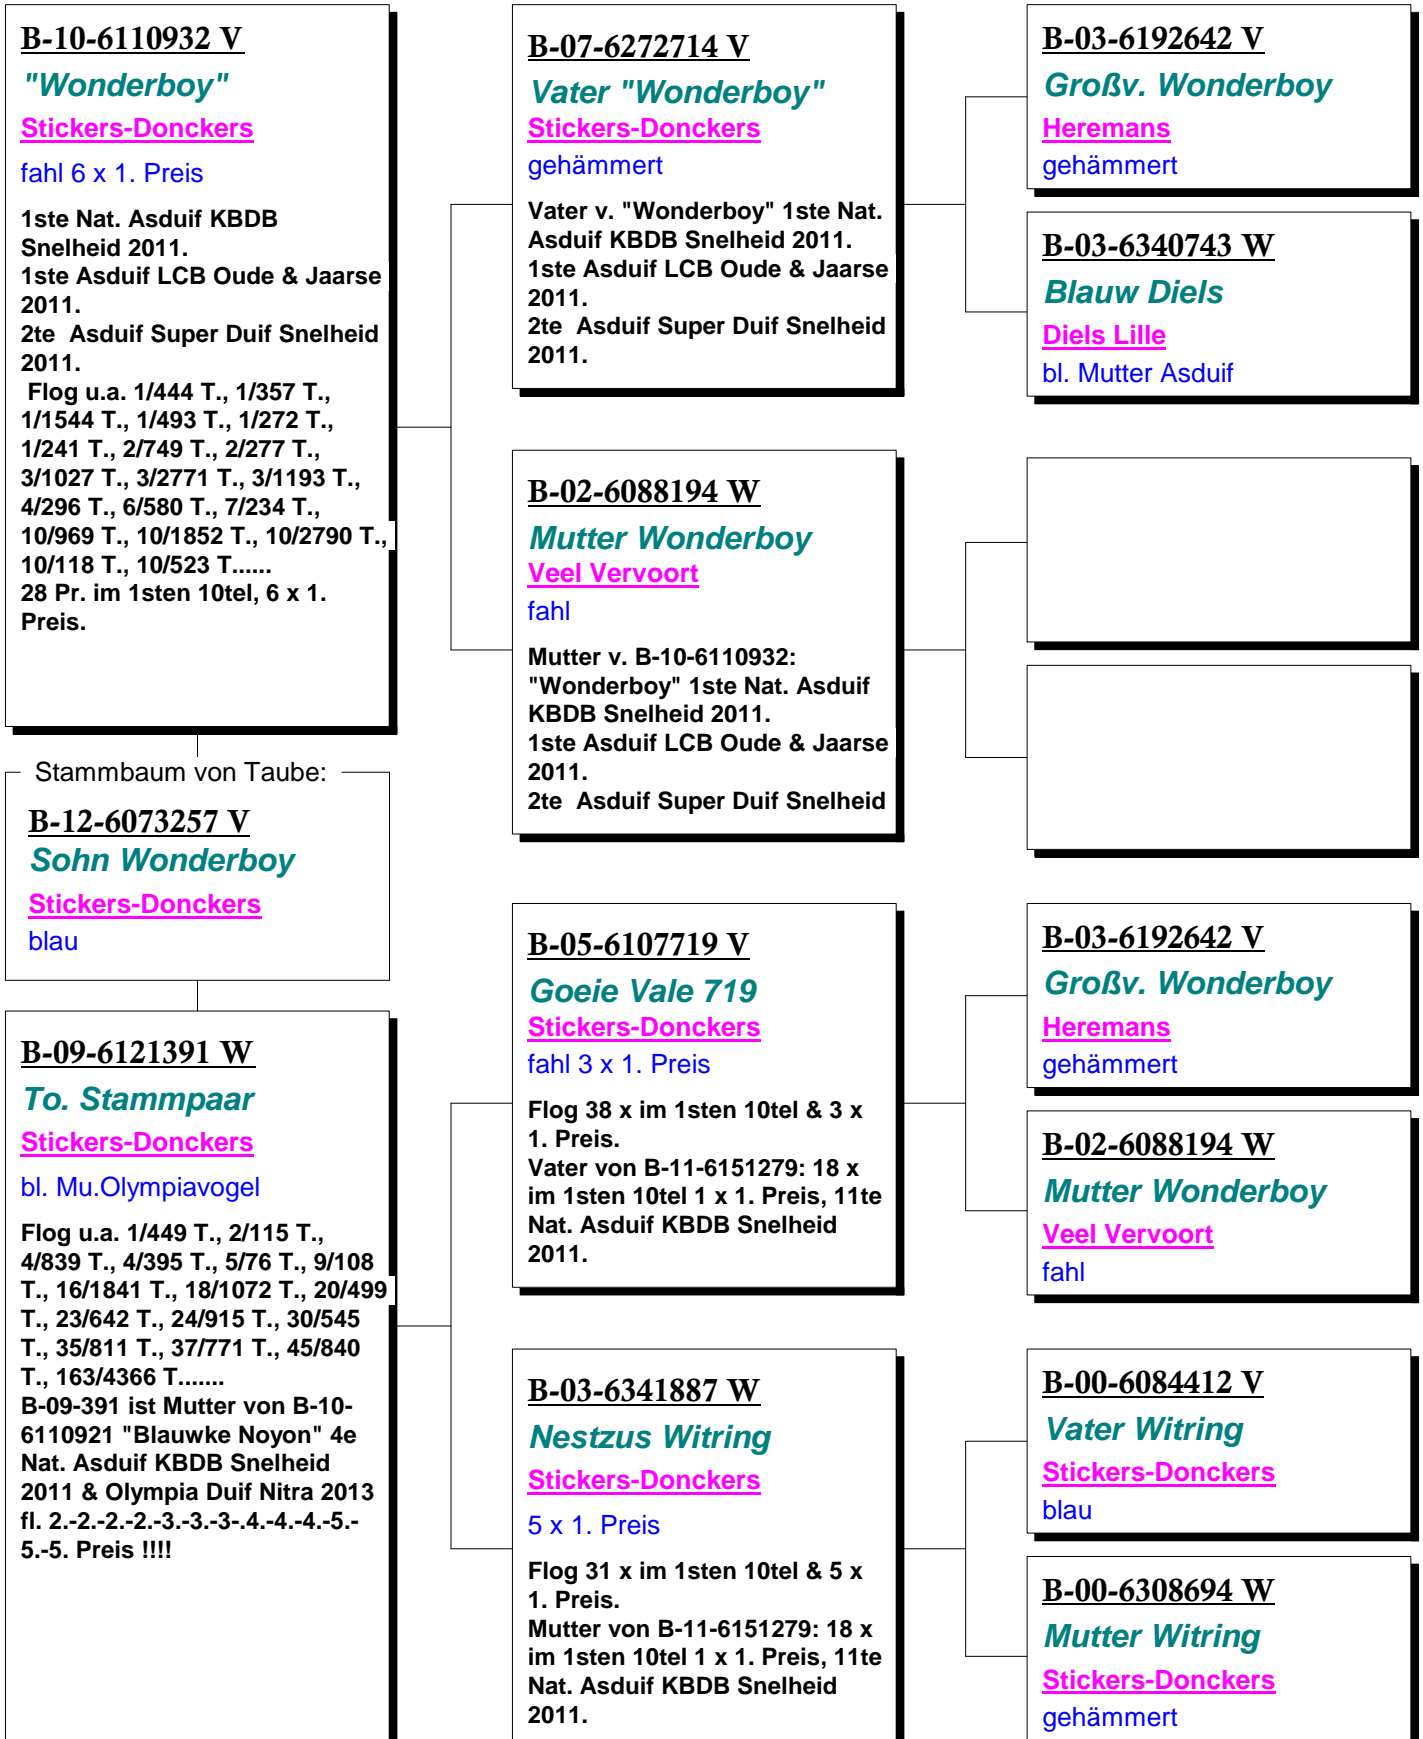 B-10-6110932 V
"Wonderboy"
Stickers-Donckers
fahl 6 x 1. Preis
1ste Nat. Asduif KBDB
Snelheid 2011.
1ste Asduif LCB Oude & Jaarse
2011.
2te  Asduif Super Duif Snelheid
2011.
Flog u.a. 1/444 T., 1/357 T.,
1/1544 T., 1/493 T., 1/272 T.,
1/241 T., 2/749 T., 2/277 T.,
3/1027 T., 3/2771 T., 3/1193 T.,
4/296 T., 6/580 T., 7/234 T.,
10/969 T., 10/1852 T., 10/2790 T.,
10/118 T., 10/523 T......
28 Pr. im 1sten 10tel, 6 x 1.
Preis.
Stammbaum von Taube:
B-12-6073257 V
Sohn Wonderboy
Stickers-Donckers
blau
B-09-6121391 W
To. Stammpaar
Stickers-Donckers
bl. Mu.Olympiavogel
Flog u.a. 1/449 T., 2/115 T.,
4/839 T., 4/395 T., 5/76 T., 9/108
T., 16/1841 T., 18/1072 T., 20/499
T., 23/642 T., 24/915 T., 30/545
T., 35/811 T., 37/771 T., 45/840
T., 163/4366 T.......
B-09-391 ist Mutter von B-10-
6110921 "Blauwke Noyon" 4e
Nat. Asduif KBDB Snelheid
2011 & Olympia Duif Nitra 2013
fl. 2.-2.-2.-2.-3.-3.-3-.4.-4.-4.-5.-
5.-5. Preis !!!!
B-07-6272714 V
Vater "Wonderboy"
Stickers-Donckers
gehämmert
Vater v. "Wonderboy" 1ste Nat.
Asduif KBDB Snelheid 2011.
1ste Asduif LCB Oude & Jaarse
2011.
2te  Asduif Super Duif Snelheid
2011.
B-02-6088194 W
Mutter Wonderboy
Veel Vervoort
fahl
Mutter v. B-10-6110932:
"Wonderboy" 1ste Nat. Asduif
KBDB Snelheid 2011.
1ste Asduif LCB Oude & Jaarse
2011.
2te  Asduif Super Duif Snelheid
B-05-6107719 V
Goeie Vale 719
Stickers-Donckers
fahl 3 x 1. Preis
Flog 38 x im 1sten 10tel & 3 x
1. Preis.
Vater von B-11-6151279: 18 x
im 1sten 10tel 1 x 1. Preis, 11te
Nat. Asduif KBDB Snelheid
2011.
B-03-6341887 W
Nestzus Witring
Stickers-Donckers
5 x 1. Preis
Flog 31 x im 1sten 10tel & 5 x
1. Preis.
Mutter von B-11-6151279: 18 x
im 1sten 10tel 1 x 1. Preis, 11te
Nat. Asduif KBDB Snelheid
2011.
B-03-6192642 V
Großv. Wonderboy
Heremans
gehämmert
B-03-6340743 W
Blauw Diels
Diels Lille
bl. Mutter Asduif
B-03-6192642 V
Großv. Wonderboy
Heremans
gehämmert
B-02-6088194 W
Mutter Wonderboy
Veel Vervoort
fahl
B-00-6084412 V
Vater Witring
Stickers-Donckers
blau
B-00-6308694 W
Mutter Witring
Stickers-Donckers
gehämmert